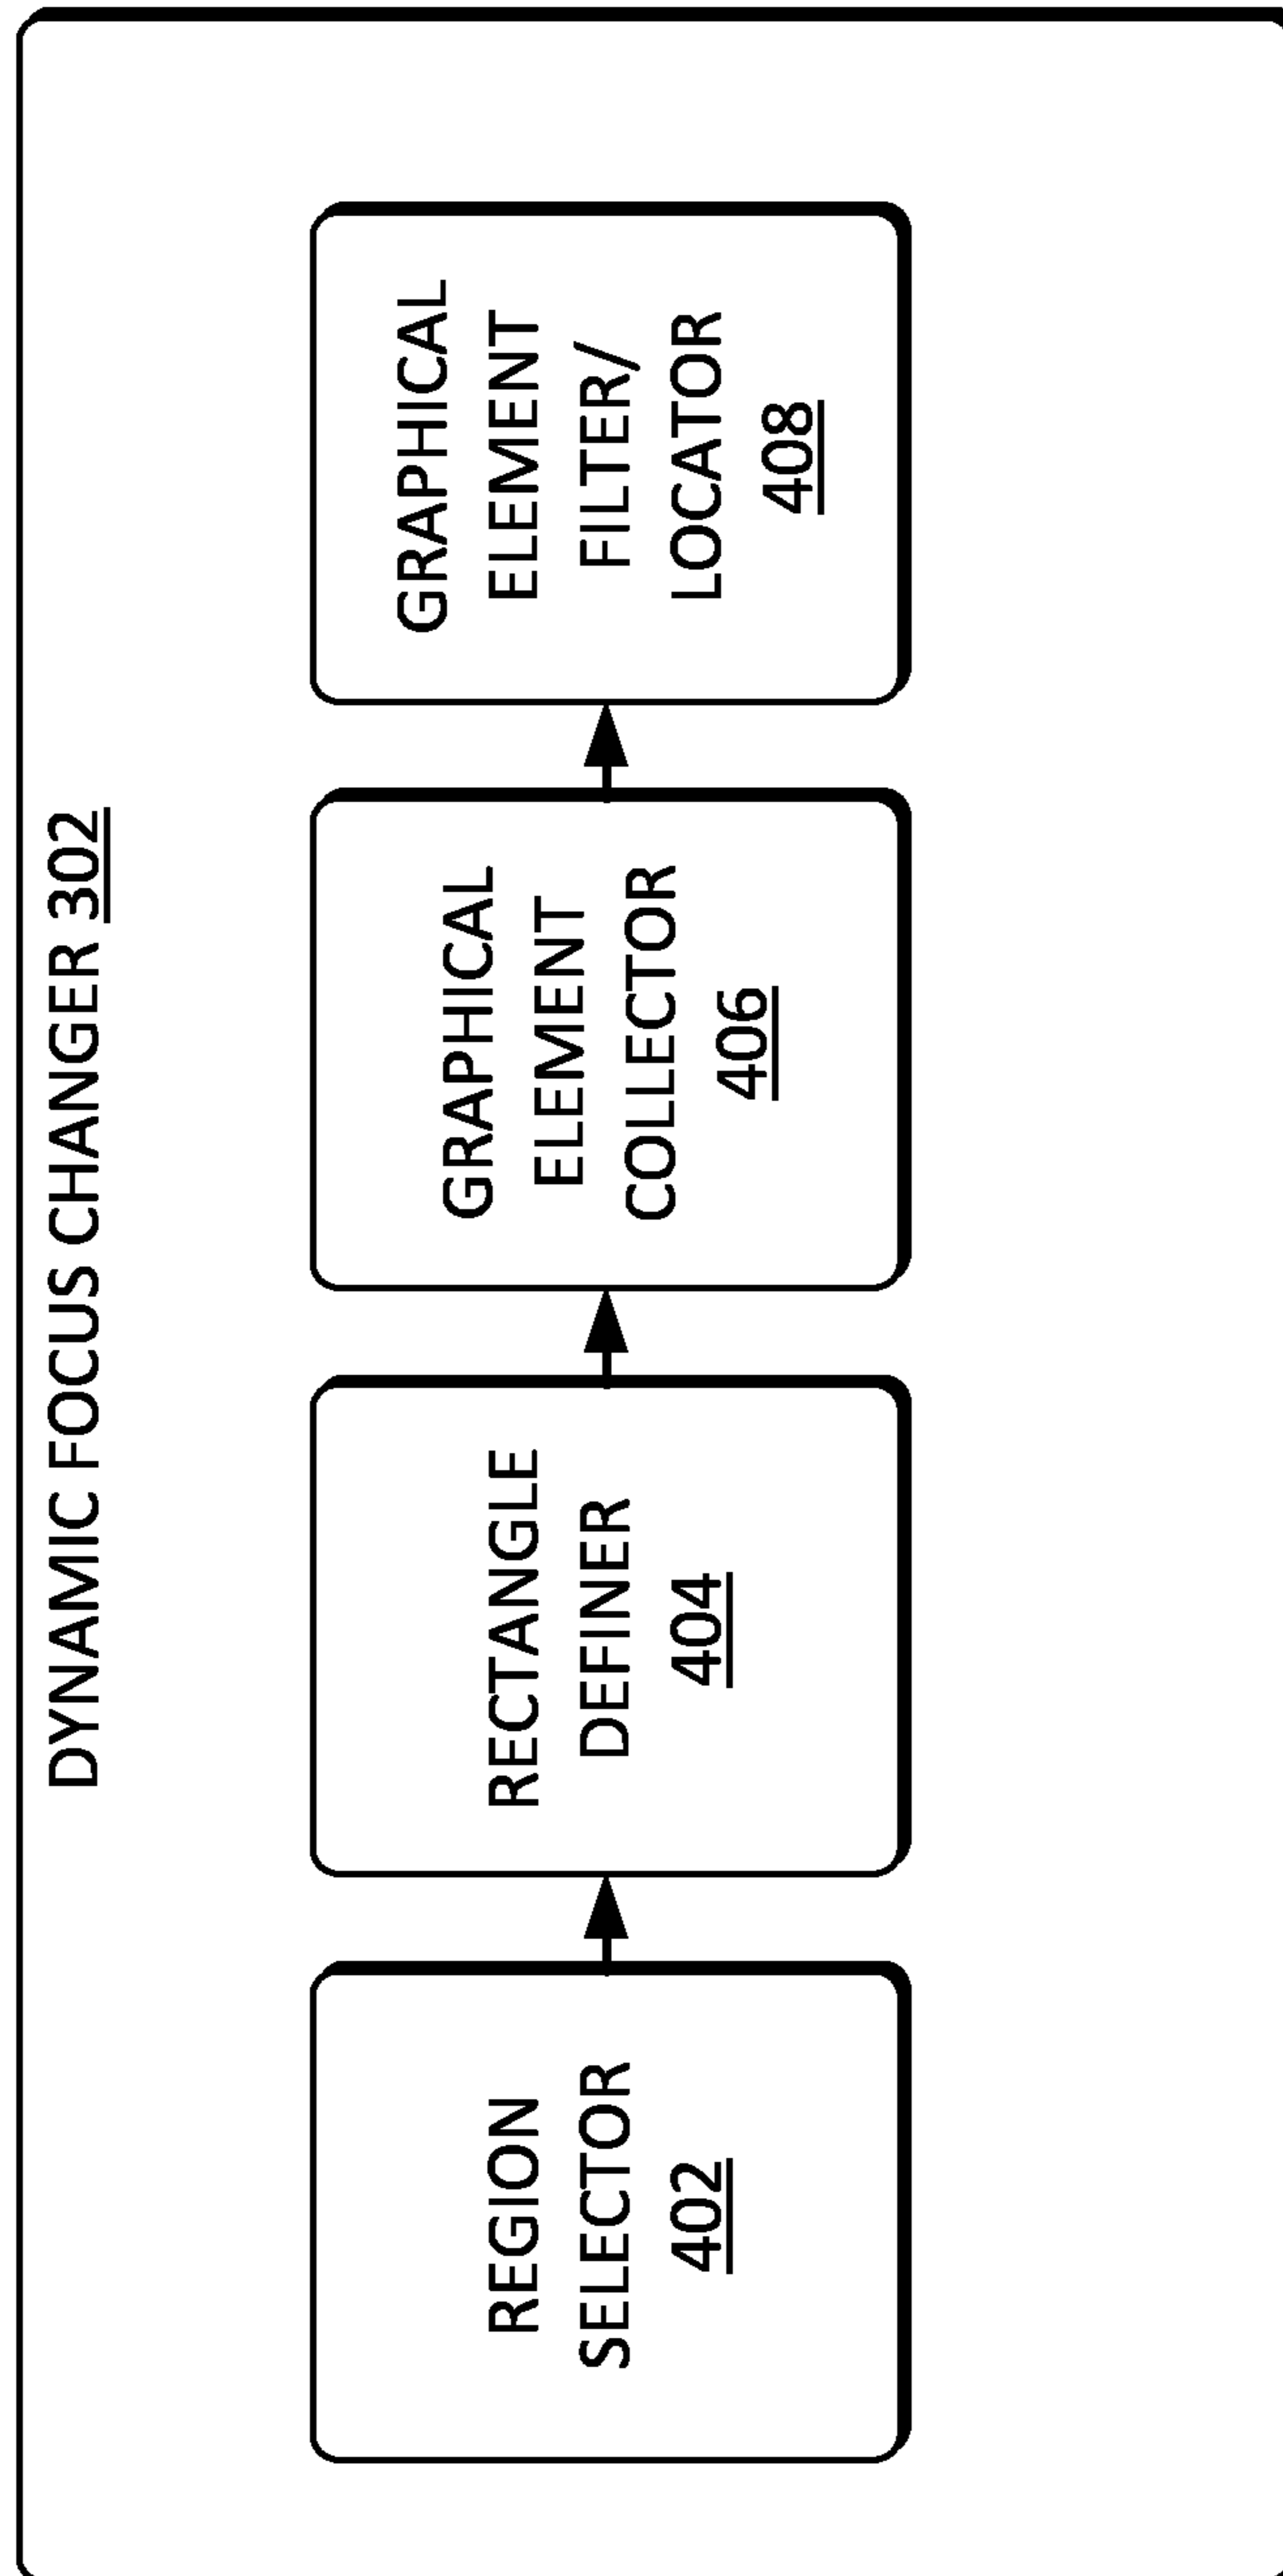 DYNAMIC FOCUS CHANGER 302
REGION
SELECTOR
402
RECTANGLE
DEFINER
404
GRAPHICAL
ELEMENT
COLLECTOR
406
GRAPHICAL
ELEMENT
FILTER/
LOCATOR
408